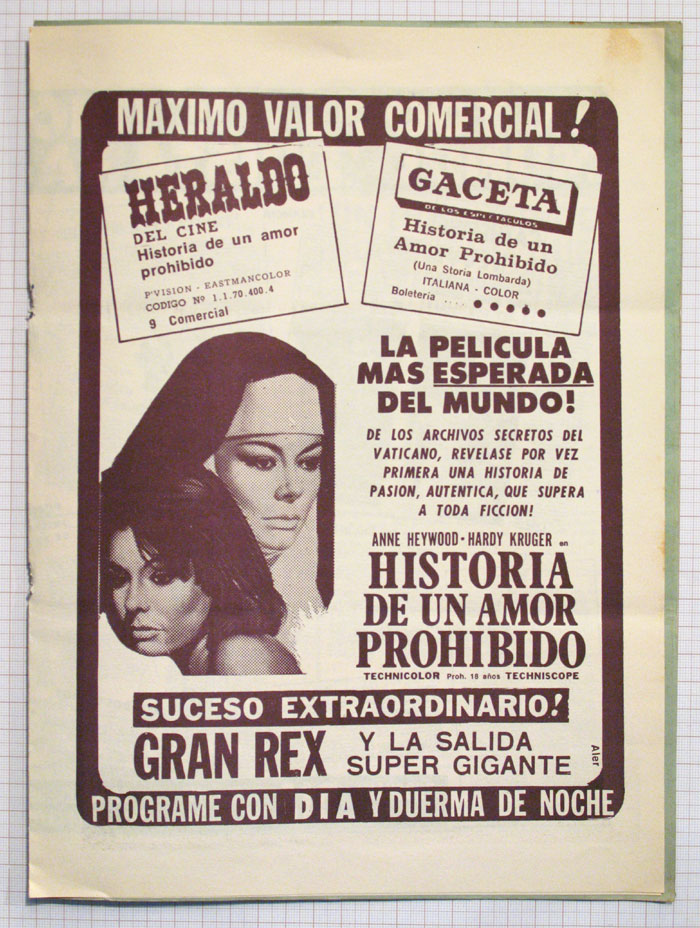 MAXIMO VALOR COMERCIAL!
HERALDO
DEL CINE
Historia de un amor
prohibido
P'VISION - EASTMANCOLOR
CODIGO Nº 1.1.70.400.4
9 Comercial
GACETA
DE LOS ESPECTACULOS
Historia de un
Amor Prohibido
(Una Storia Lombarda)
ITALIANA - COLOR
Boletería .... ●●●●●
LA PELICULA
MAS ESPERADA
DEL MUNDO!
DE LOS ARCHIVOS SECRETOS DEL
VATICANO, REVELASE POR VEZ
PRIMERA UNA HISTORIA DE
PASION, AUTENTICA, QUE SUPERA
A TODA FICCION!
ANNE HEYWOOD - HARDY KRUGER en
HISTORIA
DE UN AMOR
PROHIBIDO
TECHNICOLOR Proh. 18 años TECHNISCOPE
SUCESO EXTRAORDINARIO!
GRAN REX Y LA SALIDA
SUPER GIGANTE
Aler
PROGRAME CON DIA Y DUERMA DE NOCHE